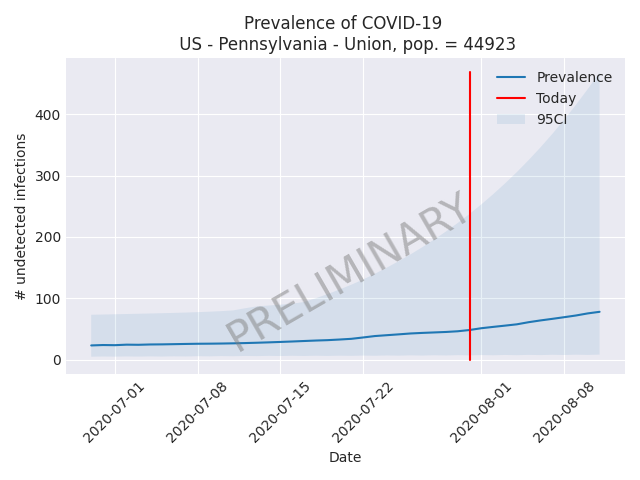 Prevalence of COVID-19
US - Pennsylvania - Union, pop. = 44923
Prevalence
Today
95CI
# undetected infections
400
300
200
100
0
PRELIMINARY
2020-07-01
2020-07-08
2020-07-15
2020-07-22
2020-08-01
2020-08-08
Date